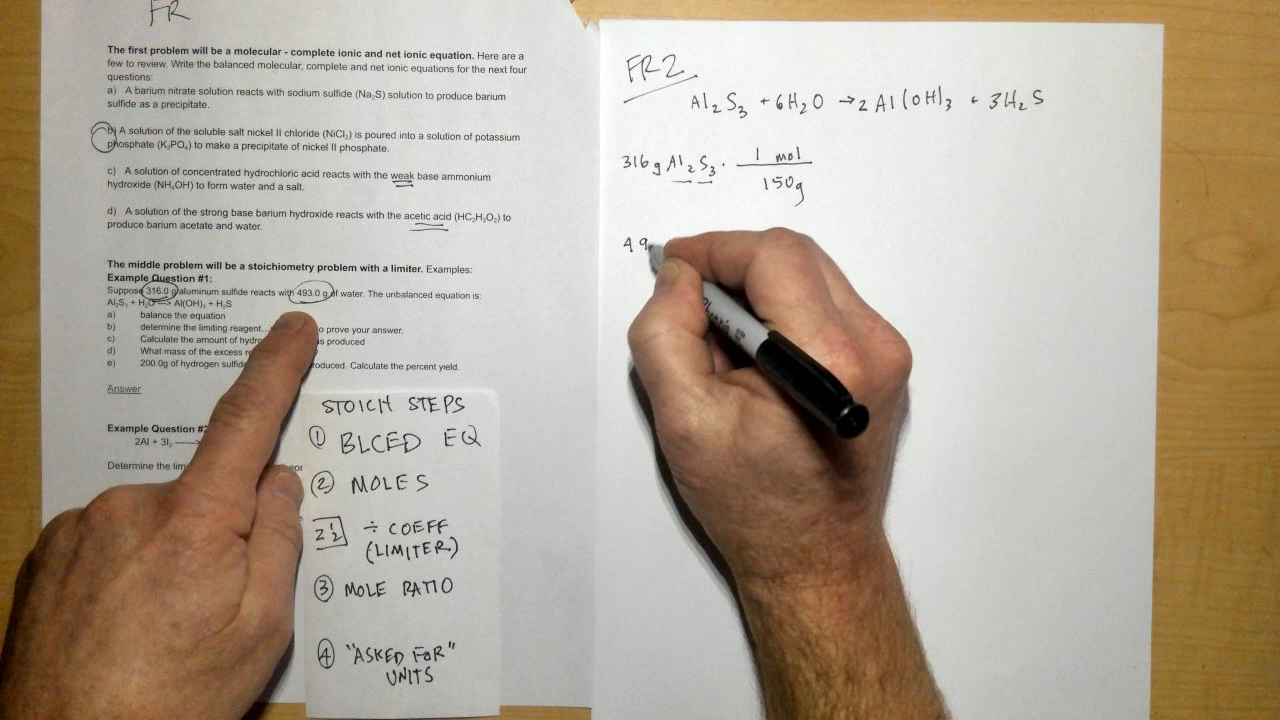 FR
The first problem will be a molecular - complete ionic and net ionic equation. Here are a
few to review. Write the balanced molecular, complete and net ionic equations for the next four
questions:
a) A barium nitrate solution reacts with sodium sulfide (Na₂S) solution to produce barium
sulfide as a precipitate.
b) A solution of the soluble salt nickel II chloride (NiCl₂) is poured into a solution of potassium
phosphate (K₃PO₄) to make a precipitate of nickel II phosphate.
c) A solution of concentrated hydrochloric acid reacts with the weak base ammonium
hydroxide (NH₄OH) to form water and a salt.
d) A solution of the strong base barium hydroxide reacts with the acetic acid (HC₂H₃O₂) to
produce barium acetate and water.
The middle problem will be a stoichiometry problem with a limiter. Examples:
Example Question #1:
Suppose 316.0 g aluminum sulfide reacts with 493.0 g of water. The unbalanced equation is:
Al₂S₃ + H₂O ---> Al(OH)₃ + H₂S
a) balance the equation
b) determine the limiting reagent... to prove your answer.
c) Calculate the amount of produced
d) What mass of the excess
e) 200.0g of hydrogen Calculate the percent yield.
Answer
Example Question
2Al + 3I₂ ------>
Determine the
STOICH STEPS
① BLCED EQ
② MOLES
2½ ÷ COEFF
(LIMITER)
③ MOLE RATIO
④ "ASKED FOR"
UNITS
FR2
Al₂S₃ + 6H₂O → 2Al(OH)₃ + 3H₂S
316g Al₂S₃ · 1 mol
150g
49